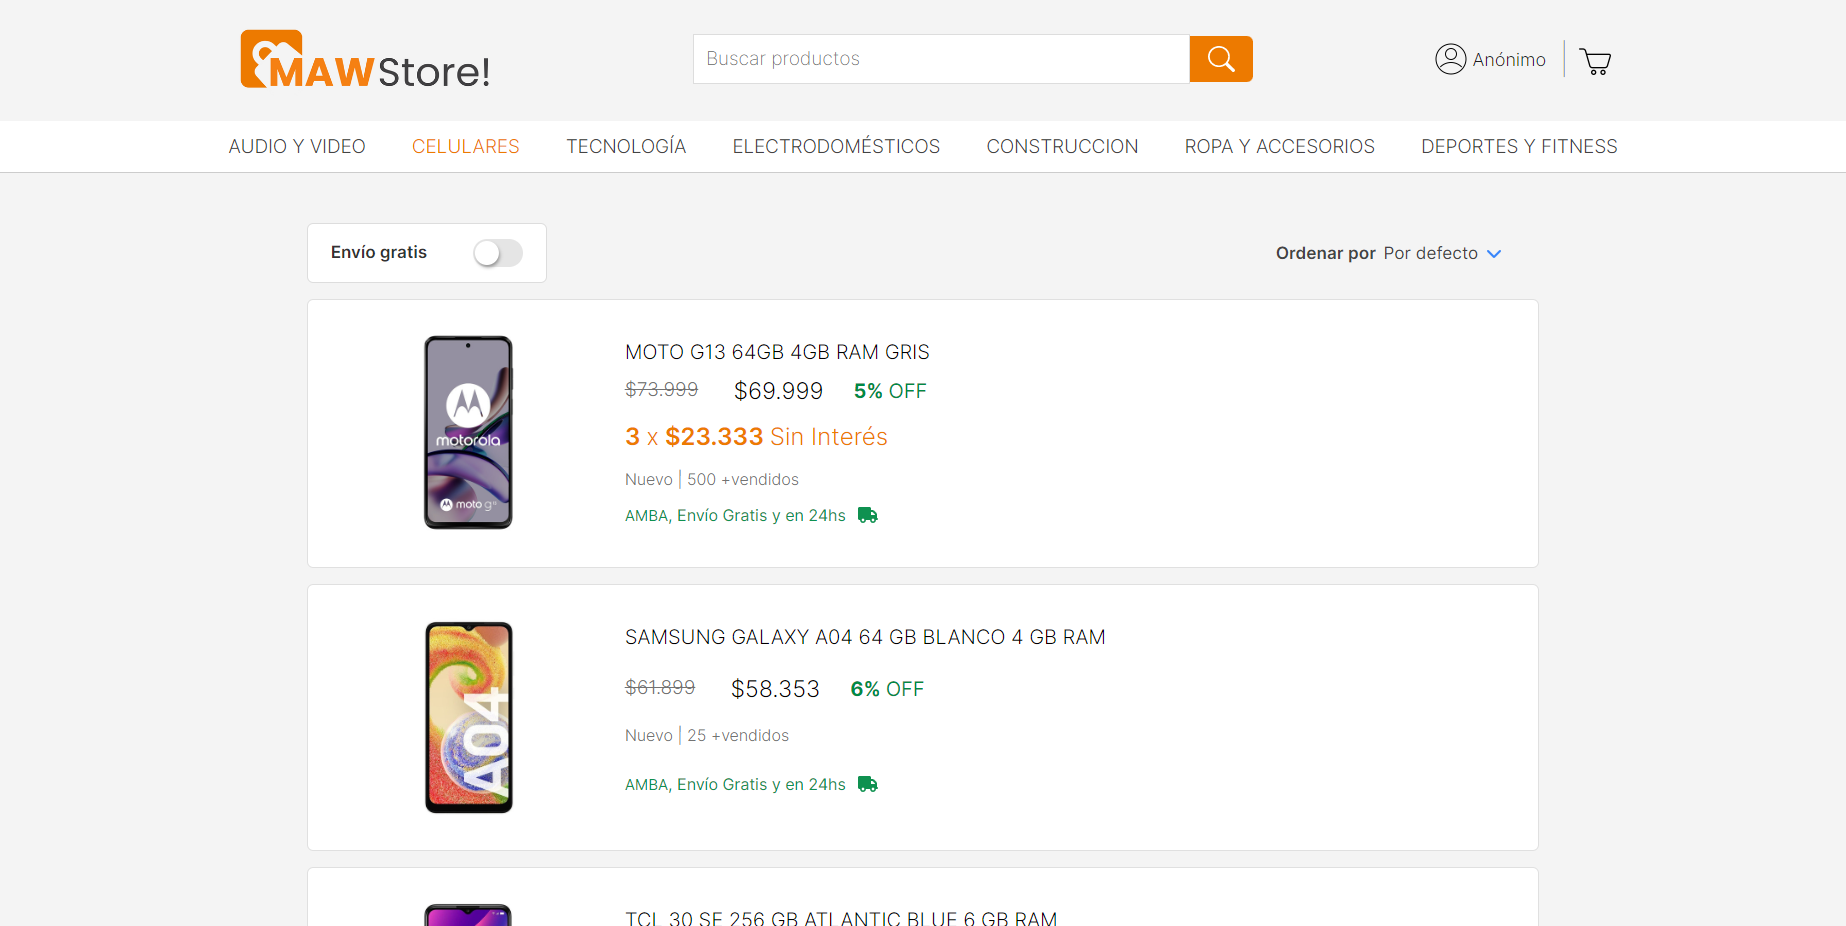 MAWStore!
Buscar productos
Anónimo
AUDIO Y VIDEO CELULARES TECNOLOGÍA ELECTRODOMÉSTICOS CONSTRUCCION ROPA Y ACCESORIOS DEPORTES Y FITNESS
Envío gratis
Ordenar por Por defecto
MOTO G13 64GB 4GB RAM GRIS
$73.999 $69.999 5% OFF
3 x $23.333 Sin Interés
Nuevo | 500 +vendidos
AMBA, Envío Gratis y en 24hs
motorola
moto g
SAMSUNG GALAXY A04 64 GB BLANCO 4 GB RAM
$61.899 $58.353 6% OFF
Nuevo | 25 +vendidos
AMBA, Envío Gratis y en 24hs
A04
TCL 30 SE 256 GB ATLANTIC BLUE 6 GB RAM